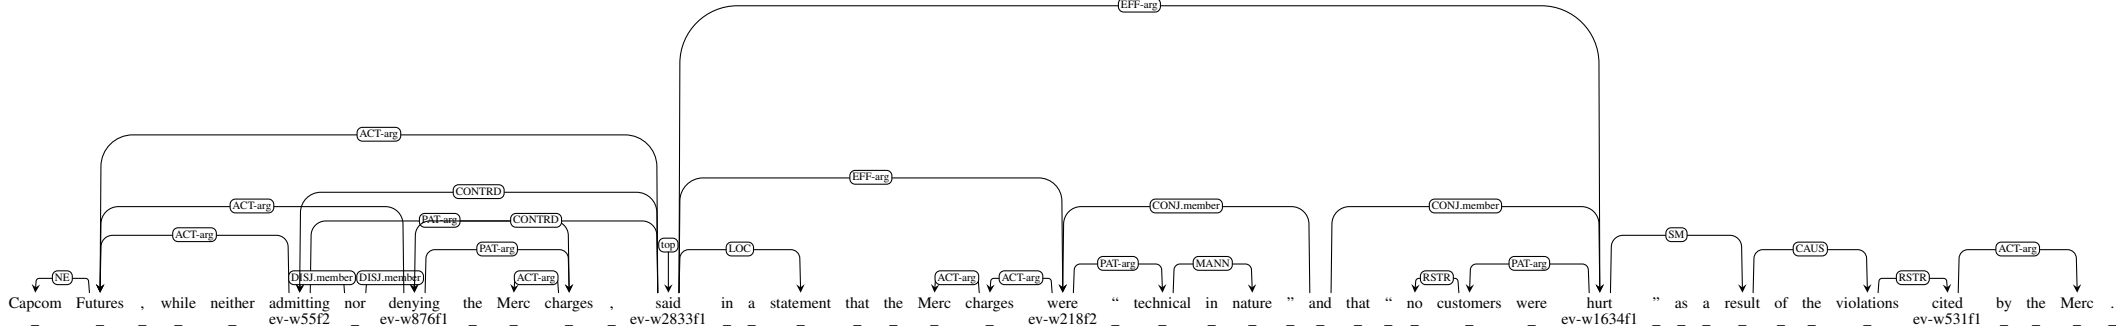 EFF-arg
ACT-arg
EFF-arg
CONTRD
ACT-arg CONJ.member CONJ.member
PAT-arg CONTRD
ACT-arg SM
top
PAT-arg LOC CAUS ACT-arg
PAT-arg MANN PAT-arg
NE DISJ.member DISJ.member ACT-arg ACT-arg ACT-arg RSTR RSTR
Capcom Futures , while neither admitting nor denying the Merc charges , said in a statement that the Merc charges were “ technical in nature ” and that “ no customers were hurt ” as a result of the violations cited by the Merc .
_ _ _ _ _ ev-w55f2 _ ev-w876f1 _ _ _ _ ev-w2833f1 _ _ _ _ _ _ _ ev-w218f2 _ _ _ _ _ _ _ _ _ _ _ ev-w1634f1 _ _ _ _ _ _ _ ev-w531f1 _ _ _ _